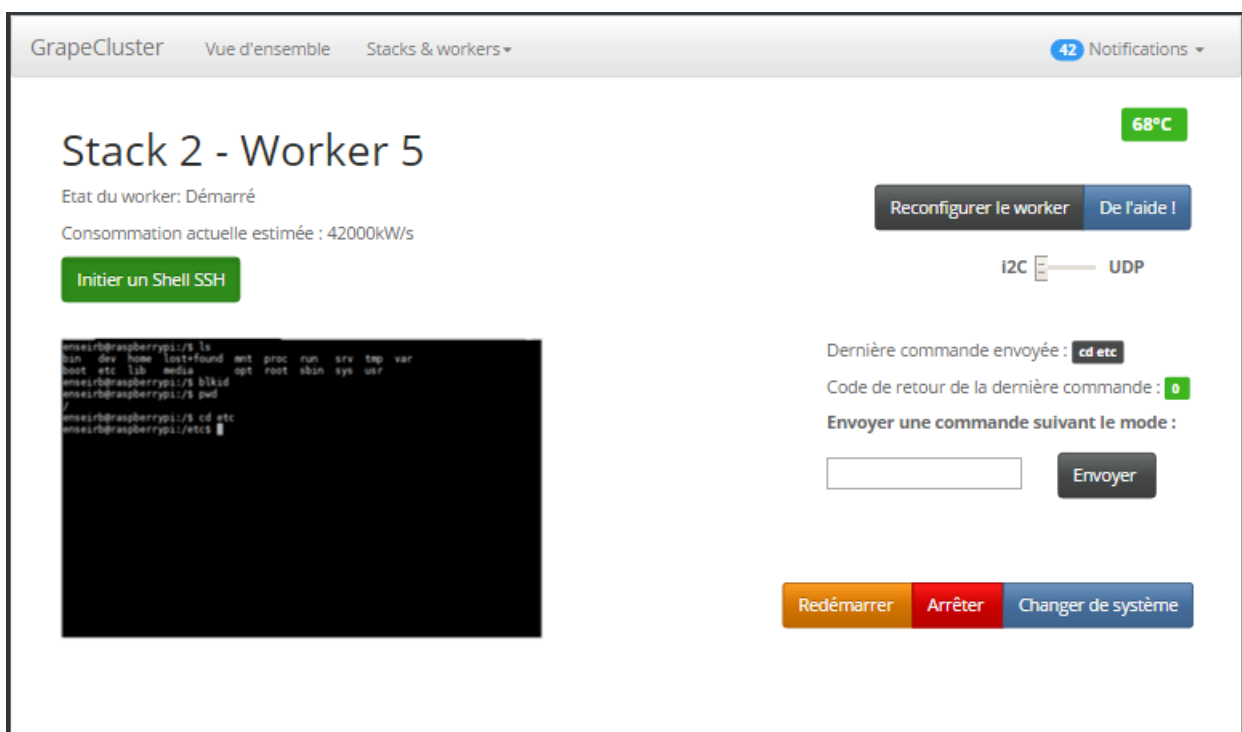 GrapeCluster Vue d'ensemble Stacks & workers 42 Notifications
68°C
Stack 2 - Worker 5
Etat du worker: Démarré
Reconfigurer le worker De l'aide !
Consommation actuelle estimée : 42000kW/s
Initier un Shell SSH
i2C UDP
enseirb@raspberrypi:/$ ls
bin dev home lost+found mnt proc run srv tmp var
boot etc lib media opt root sbin sys usr
enseirb@raspberrypi:/$ blkid
enseirb@raspberrypi:/$ pwd
/
enseirb@raspberrypi:/$ cd etc
enseirb@raspberrypi:/etc$
Dernière commande envoyée : cd etc
Code de retour de la dernière commande : 0
Envoyer une commande suivant le mode :
Envoyer
Redémarrer Arrêter Changer de système